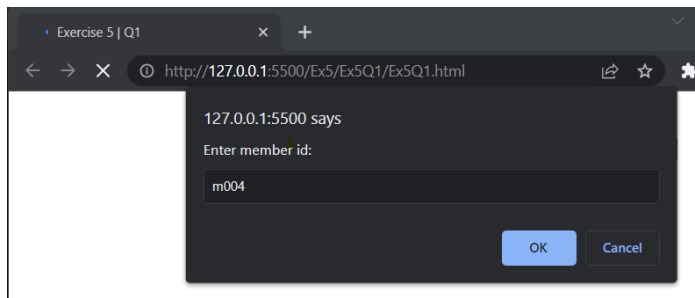 Exercise 5 | Q1
http://127.0.0.1:5500/Ex5/Ex5Q1/Ex5Q1.html
127.0.0.1:5500 says
Enter member id:
m004
OK Cancel